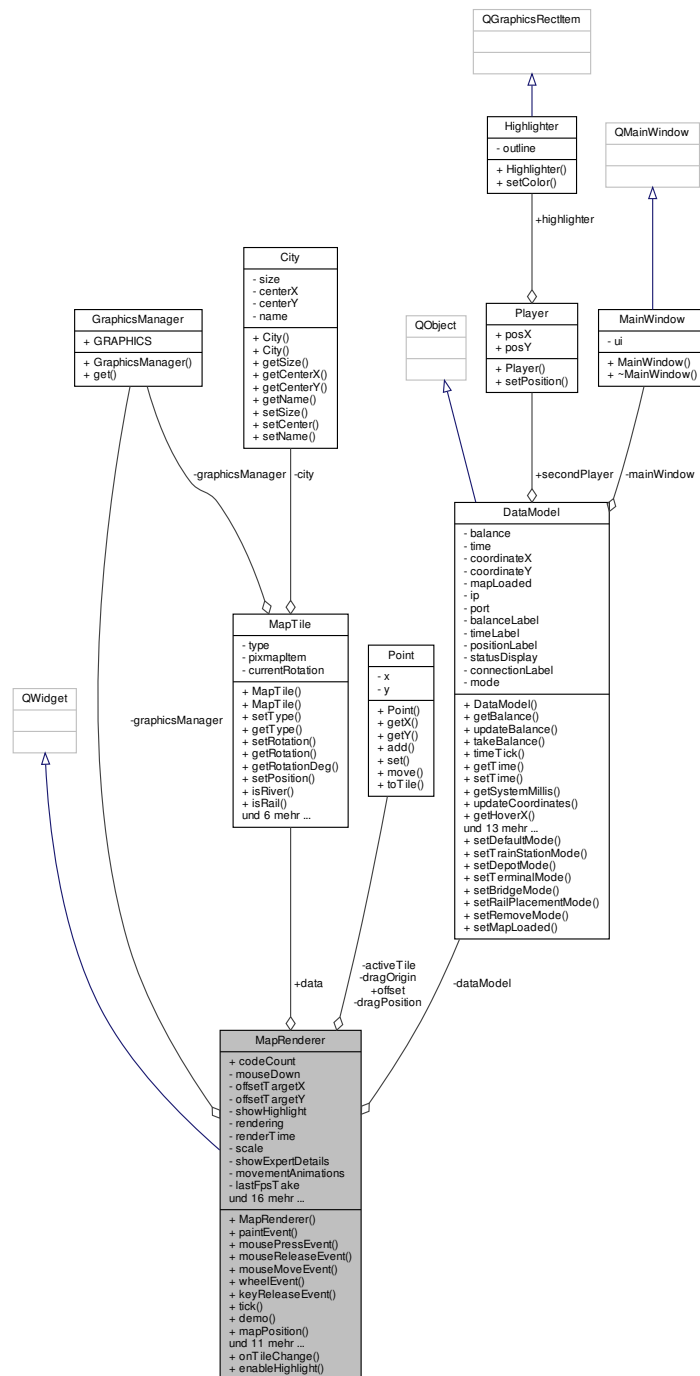 QGraphicsRectItem
Highlighter
- outline
+ Highlighter()
+ setColor()
QMainWindow
+highlighter
City
- size
- centerX
- centerY
- name
+ City()
+ City()
+ getSize()
+ getCenterX()
+ getCenterY()
+ getName()
+ setSize()
+ setCenter()
+ setName()
GraphicsManager
+ GRAPHICS
+ GraphicsManager()
+ get()
QObject
Player
+ posX
+ posY
+ Player()
+ setPosition()
MainWindow
- ui
+ MainWindow()
+ ~MainWindow()
-graphicsManager
-city
+secondPlayer
-mainWindow
DataModel
- balance
- time
- coordinateX
- coordinateY
- mapLoaded
- ip
- port
- balanceLabel
- timeLabel
- positionLabel
- statusDisplay
- connectionLabel
- mode
+ DataModel()
+ getBalance()
+ updateBalance()
+ takeBalance()
+ timeTick()
+ getTime()
+ setTime()
+ getSystemMillis()
+ updateCoordinates()
+ getHoverX()
und 13 mehr ...
+ setDefaultMode()
+ setTrainStationMode()
+ setDepotMode()
+ setTerminalMode()
+ setBridgeMode()
+ setRailPlacementMode()
+ setRemoveMode()
+ setMapLoaded()
MapTile
- type
- pixmapItem
- currentRotation
+ MapTile()
+ MapTile()
+ setType()
+ getType()
+ setRotation()
+ getRotation()
+ getRotationDeg()
+ setPosition()
+ isRiver()
+ isRail()
und 6 mehr ...
Point
- x
- y
+ Point()
+ getX()
+ getY()
+ add()
+ set()
+ move()
+ toTile()
QWidget
-graphicsManager
+data
-activeTile
-dragOrigin
+offset
-dragPosition
-dataModel
MapRenderer
+ codeCount
- mouseDown
- offsetTargetX
- offsetTargetY
- showHighlight
- rendering
- renderTime
- scale
- showExpertDetails
- movementAnimations
- lastFpsTake
und 16 mehr ...
+ MapRenderer()
+ paintEvent()
+ mousePressEvent()
+ mouseReleaseEvent()
+ mouseMoveEvent()
+ wheelEvent()
+ keyReleaseEvent()
+ tick()
+ demo()
+ mapPosition()
und 11 mehr ...
+ onTileChange()
+ enableHighlight()